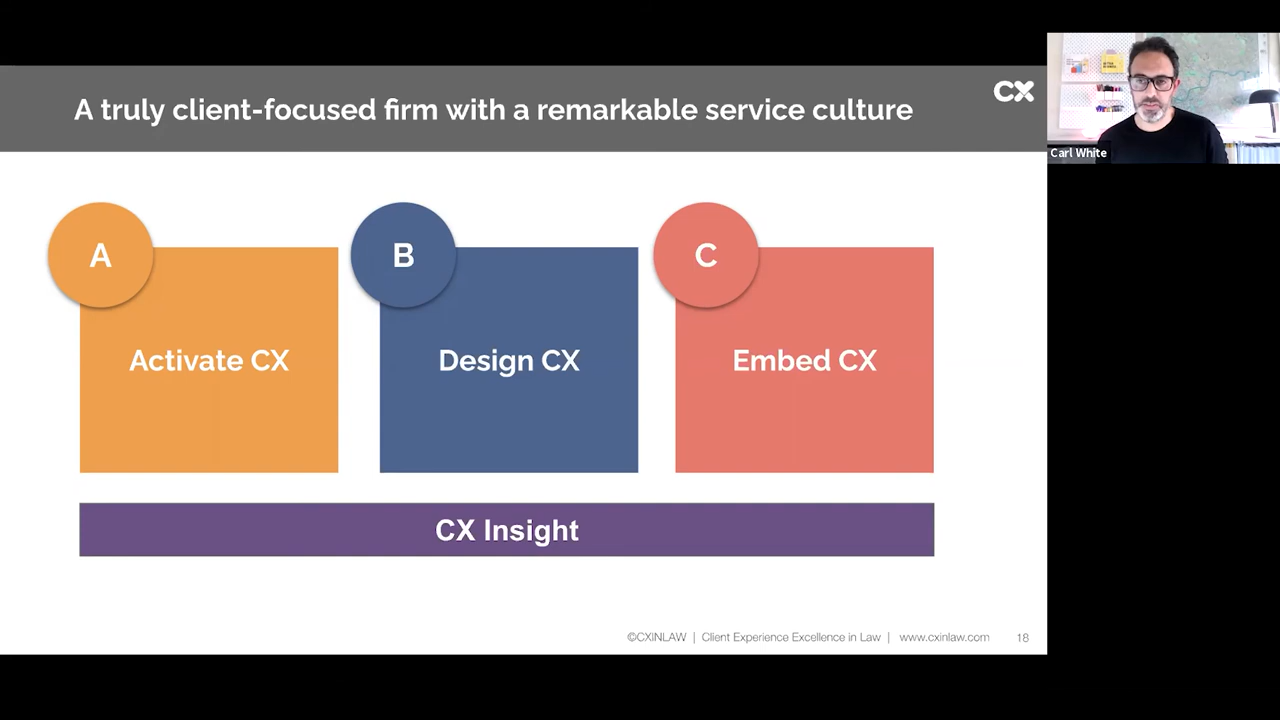 A truly client-focused firm with a remarkable service culture
CX
Carl White
A
B
C
Activate CX
Design CX
Embed CX
CX Insight
©CXINLAW | Client Experience Excellence in Law | www.cxinlaw.com 18